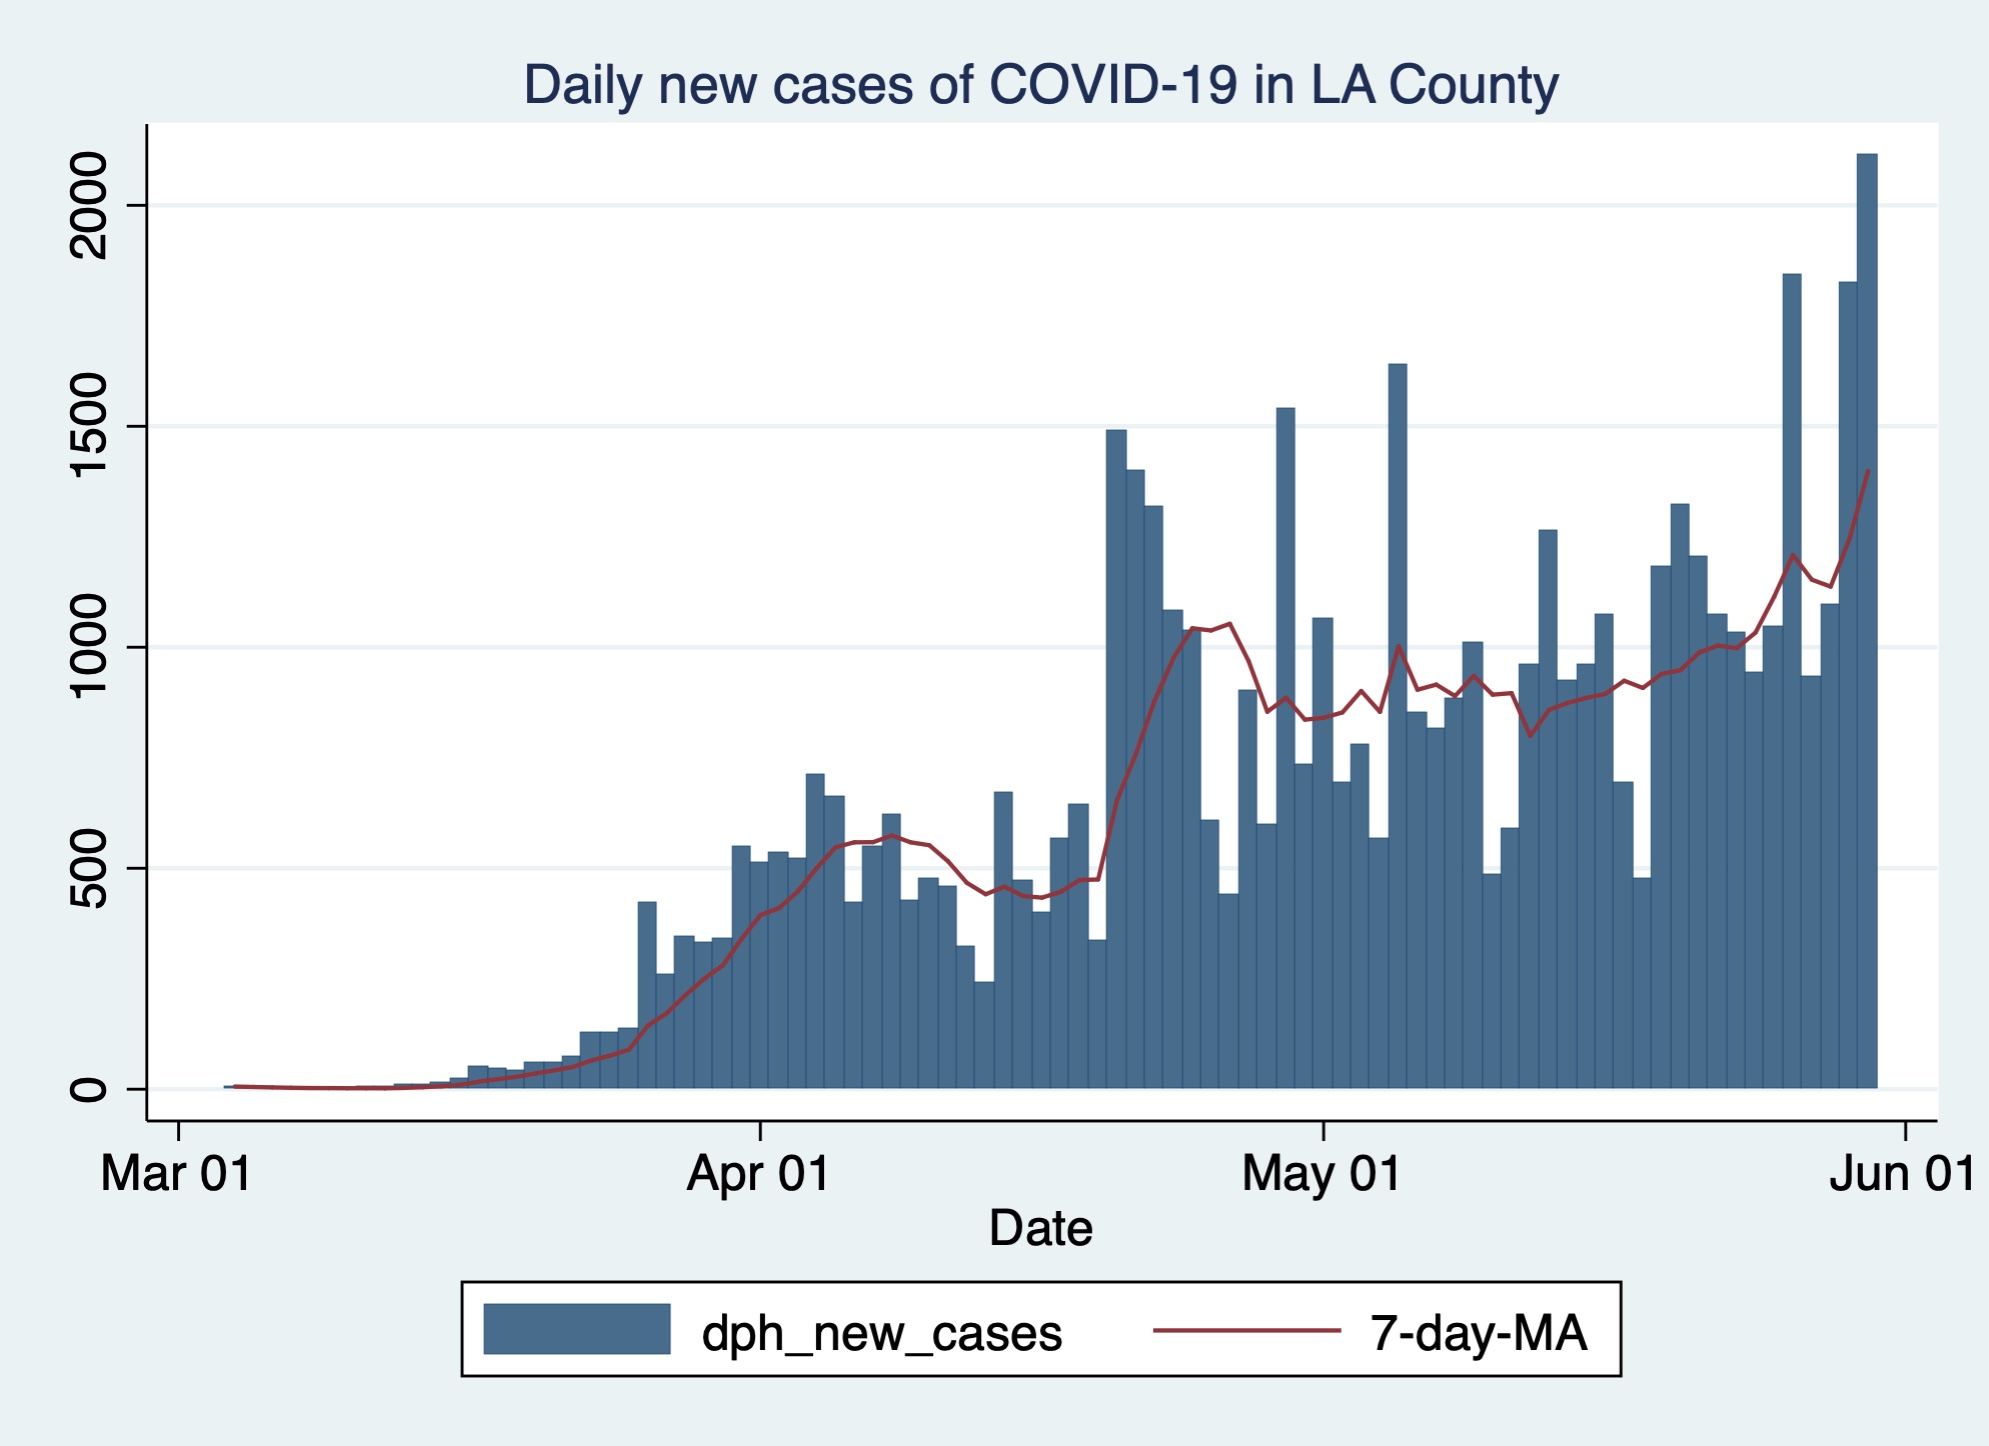 Daily new cases of COVID-19 in LA County
2000
1500
1000
500
0
Mar 01 Apr 01 May 01 Jun 01
Date
dph_new_cases 7-day-MA